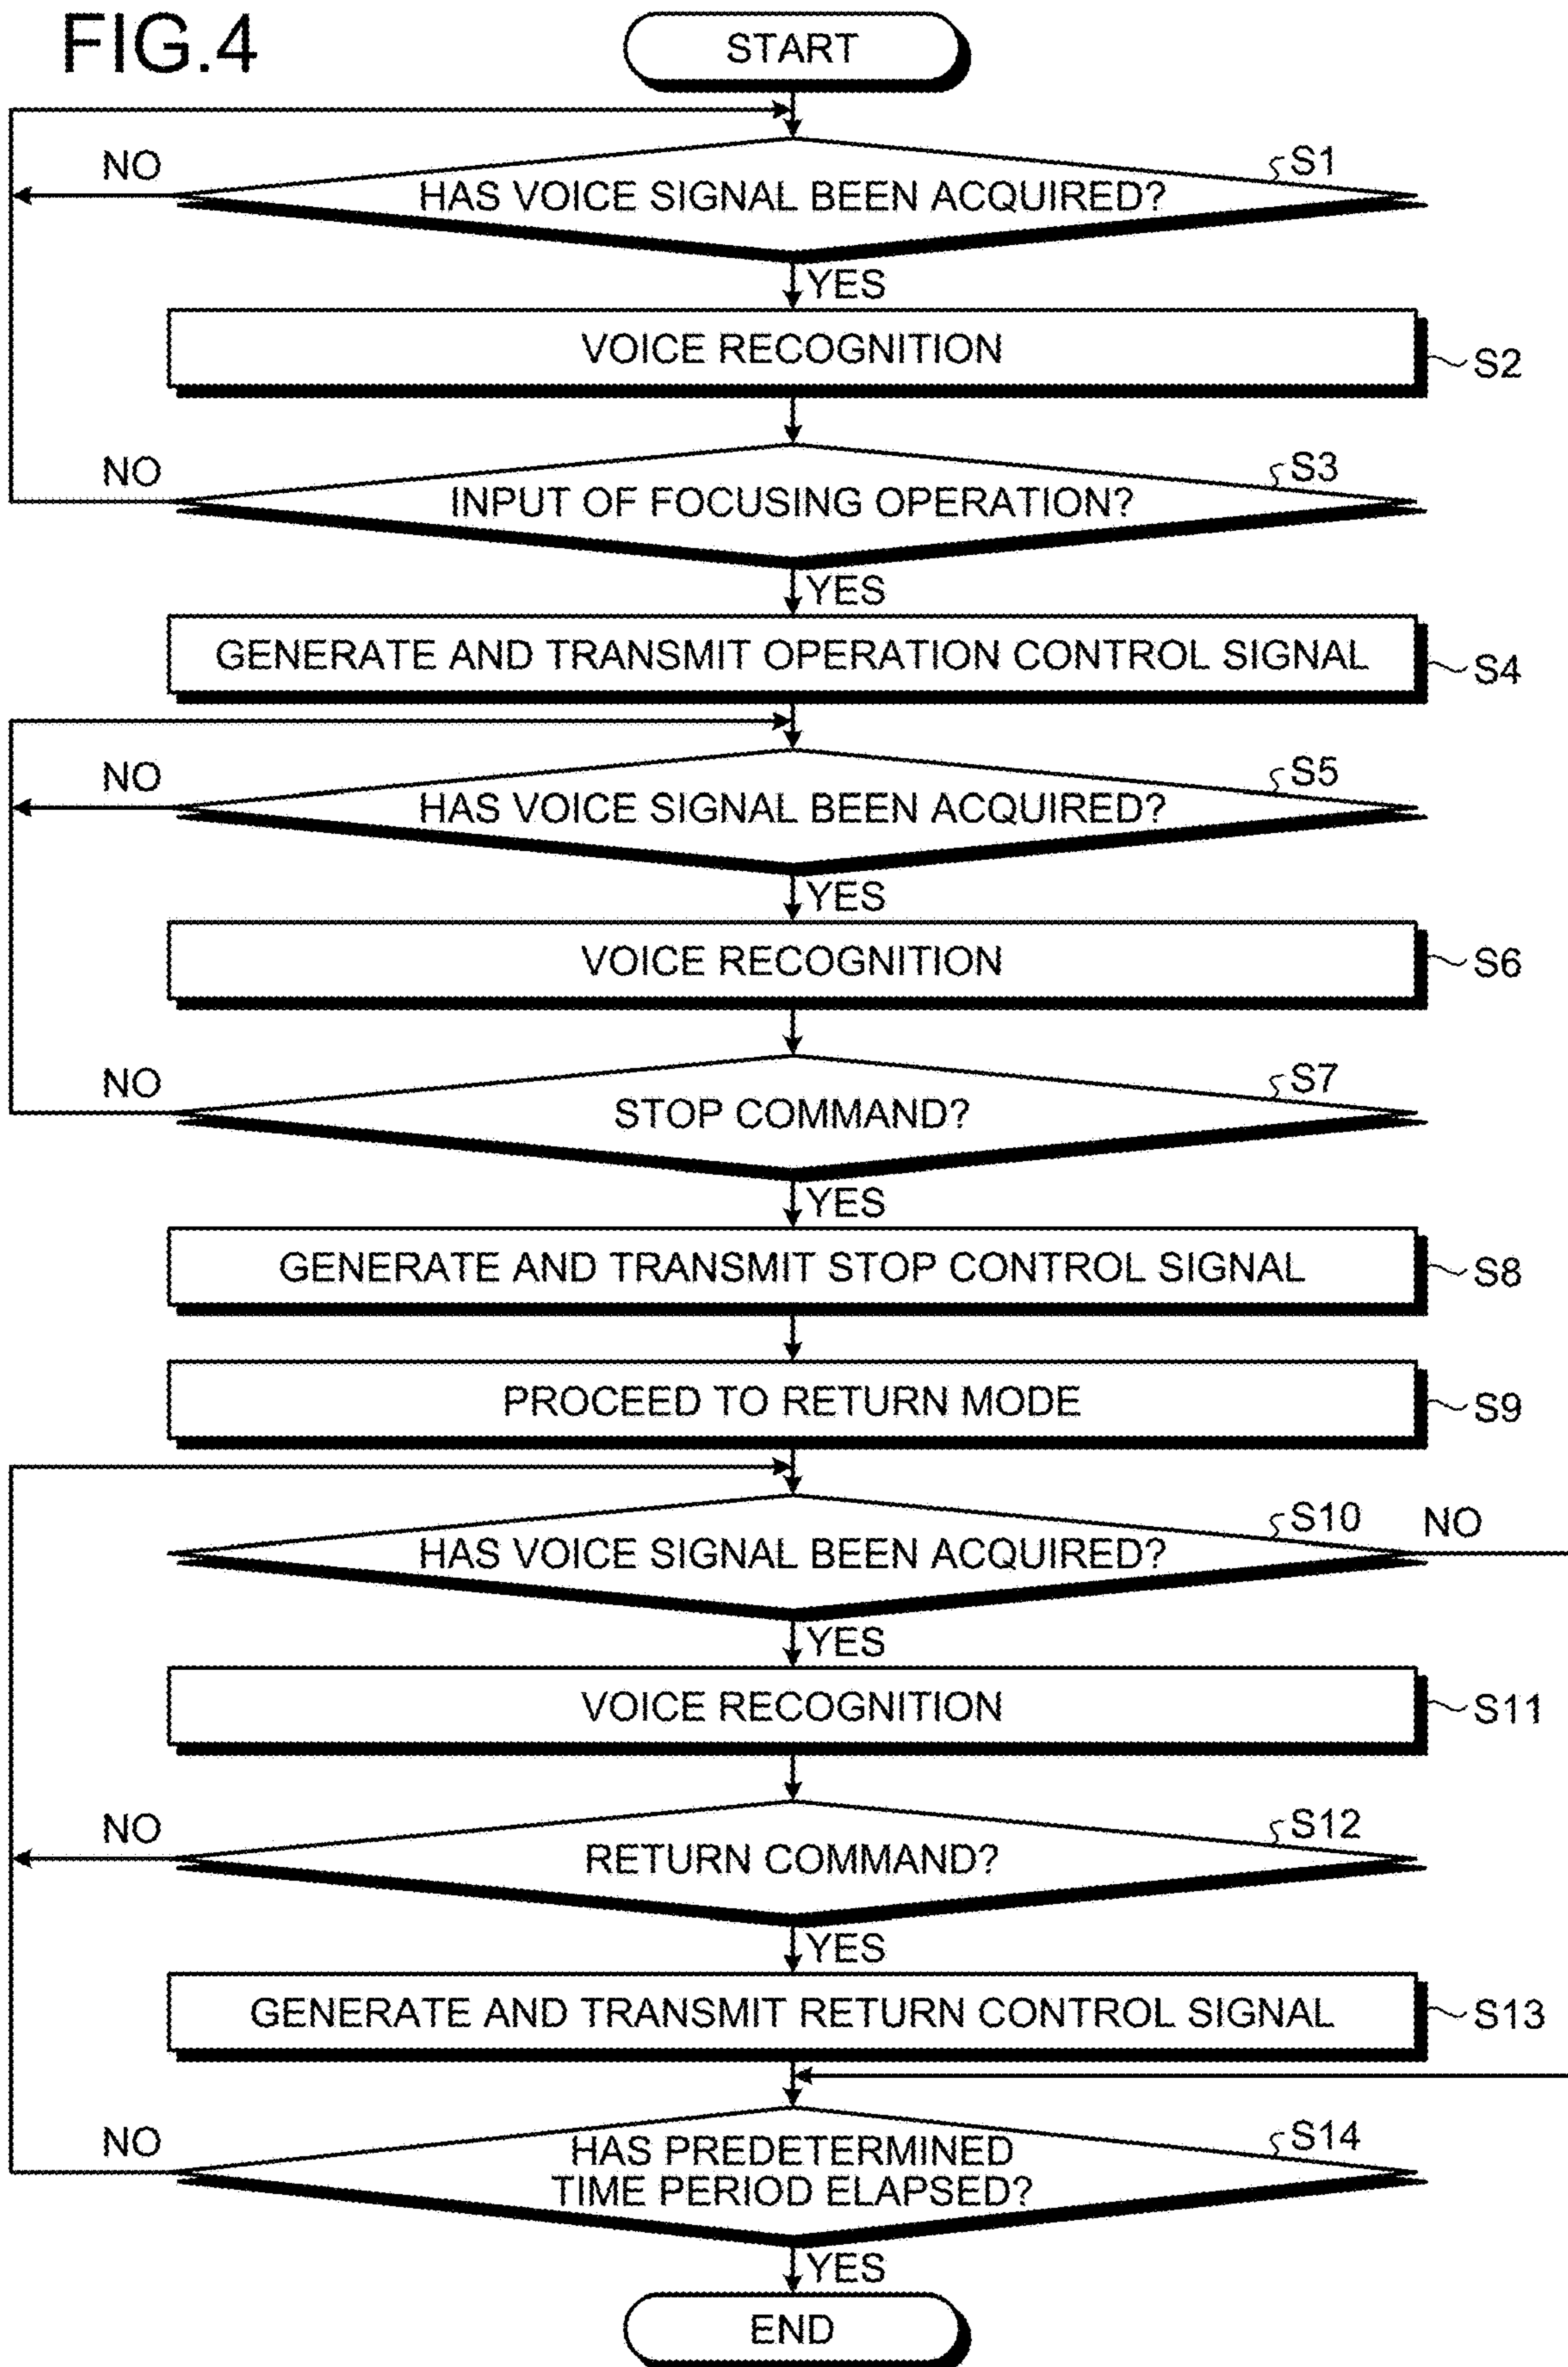 FIG.4
START
HAS VOICE SIGNAL BEEN ACQUIRED?
S1
NO
YES
VOICE RECOGNITION
S2
INPUT OF FOCUSING OPERATION?
S3
NO
YES
GENERATE AND TRANSMIT OPERATION CONTROL SIGNAL
S4
HAS VOICE SIGNAL BEEN ACQUIRED?
S5
NO
YES
VOICE RECOGNITION
S6
STOP COMMAND?
S7
NO
YES
GENERATE AND TRANSMIT STOP CONTROL SIGNAL
S8
PROCEED TO RETURN MODE
S9
HAS VOICE SIGNAL BEEN ACQUIRED?
S10
NO
YES
VOICE RECOGNITION
S11
RETURN COMMAND?
S12
NO
YES
GENERATE AND TRANSMIT RETURN CONTROL SIGNAL
S13
HAS PREDETERMINED
TIME PERIOD ELAPSED?
S14
NO
YES
END